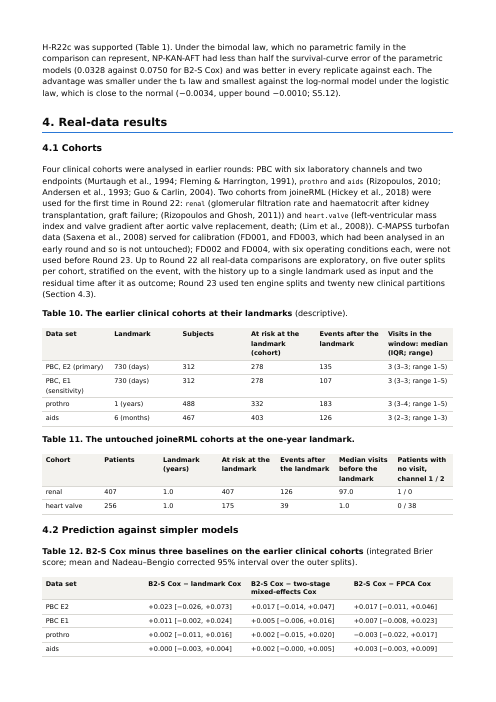 H-R22c was supported (Table 1). Under the bimodal law, which no parametric family in the
comparison can represent, NP-KAN-AFT had less than half the survival-curve error of the parametric
models (0.0328 against 0.0750 for B2-S Cox) and was better in every replicate against each. The
advantage was smaller under the t₃ law and smallest against the log-normal model under the logistic
law, which is close to the normal (−0.0034, upper bound −0.0010; S5.12).
4. Real-data results
4.1 Cohorts
Four clinical cohorts were analysed in earlier rounds: PBC with six laboratory channels and two
endpoints (Murtaugh et al., 1994; Fleming & Harrington, 1991), prothro and aids (Rizopoulos, 2010;
Andersen et al., 1993; Guo & Carlin, 2004). Two cohorts from joineRML (Hickey et al., 2018) were
used for the first time in Round 22: renal (glomerular filtration rate and haematocrit after kidney
transplantation, graft failure; (Rizopoulos and Ghosh, 2011)) and heart.valve (left-ventricular mass
index and valve gradient after aortic valve replacement, death; (Lim et al., 2008)). C-MAPSS turbofan
data (Saxena et al., 2008) served for calibration (FD001, and FD003, which had been analysed in an
early round and so is not untouched); FD002 and FD004, with six operating conditions each, were not
used before Round 23. Up to Round 22 all real-data comparisons are exploratory, on five outer splits
per cohort, stratified on the event, with the history up to a single landmark used as input and the
residual time after it as outcome; Round 23 used ten engine splits and twenty new clinical partitions
(Section 4.3).
Table 10. The earlier clinical cohorts at their landmarks (descriptive).
Data set Landmark Subjects At risk at the landmark (cohort) Events after the landmark Visits in the window: median (IQR; range)
PBC, E2 (primary) 730 (days) 312 278 135 3 (3–3; range 1–5)
PBC, E1 (sensitivity) 730 (days) 312 278 107 3 (3–3; range 1–5)
prothro 1 (years) 488 332 183 3 (3–4; range 1–5)
aids 6 (months) 467 403 126 3 (2–3; range 1–3)
Table 11. The untouched joineRML cohorts at the one-year landmark.
Cohort Patients Landmark (years) At risk at the landmark Events after the landmark Median visits before the landmark Patients with no visit, channel 1 / 2
renal 407 1.0 407 126 97.0 1 / 0
heart valve 256 1.0 175 39 1.0 0 / 38
4.2 Prediction against simpler models
Table 12. B2-S Cox minus three baselines on the earlier clinical cohorts (integrated Brier
score; mean and Nadeau–Bengio corrected 95% interval over the outer splits).
Data set B2-S Cox − landmark Cox B2-S Cox − two-stage mixed-effects Cox B2-S Cox − FPCA Cox
PBC E2 +0.023 [−0.026, +0.073] +0.017 [−0.014, +0.047] +0.017 [−0.011, +0.046]
PBC E1 +0.011 [−0.002, +0.024] +0.005 [−0.006, +0.016] +0.007 [−0.008, +0.023]
prothro +0.002 [−0.011, +0.016] +0.002 [−0.015, +0.020] −0.003 [−0.022, +0.017]
aids +0.000 [−0.003, +0.004] +0.002 [−0.000, +0.005] +0.003 [−0.003, +0.009]